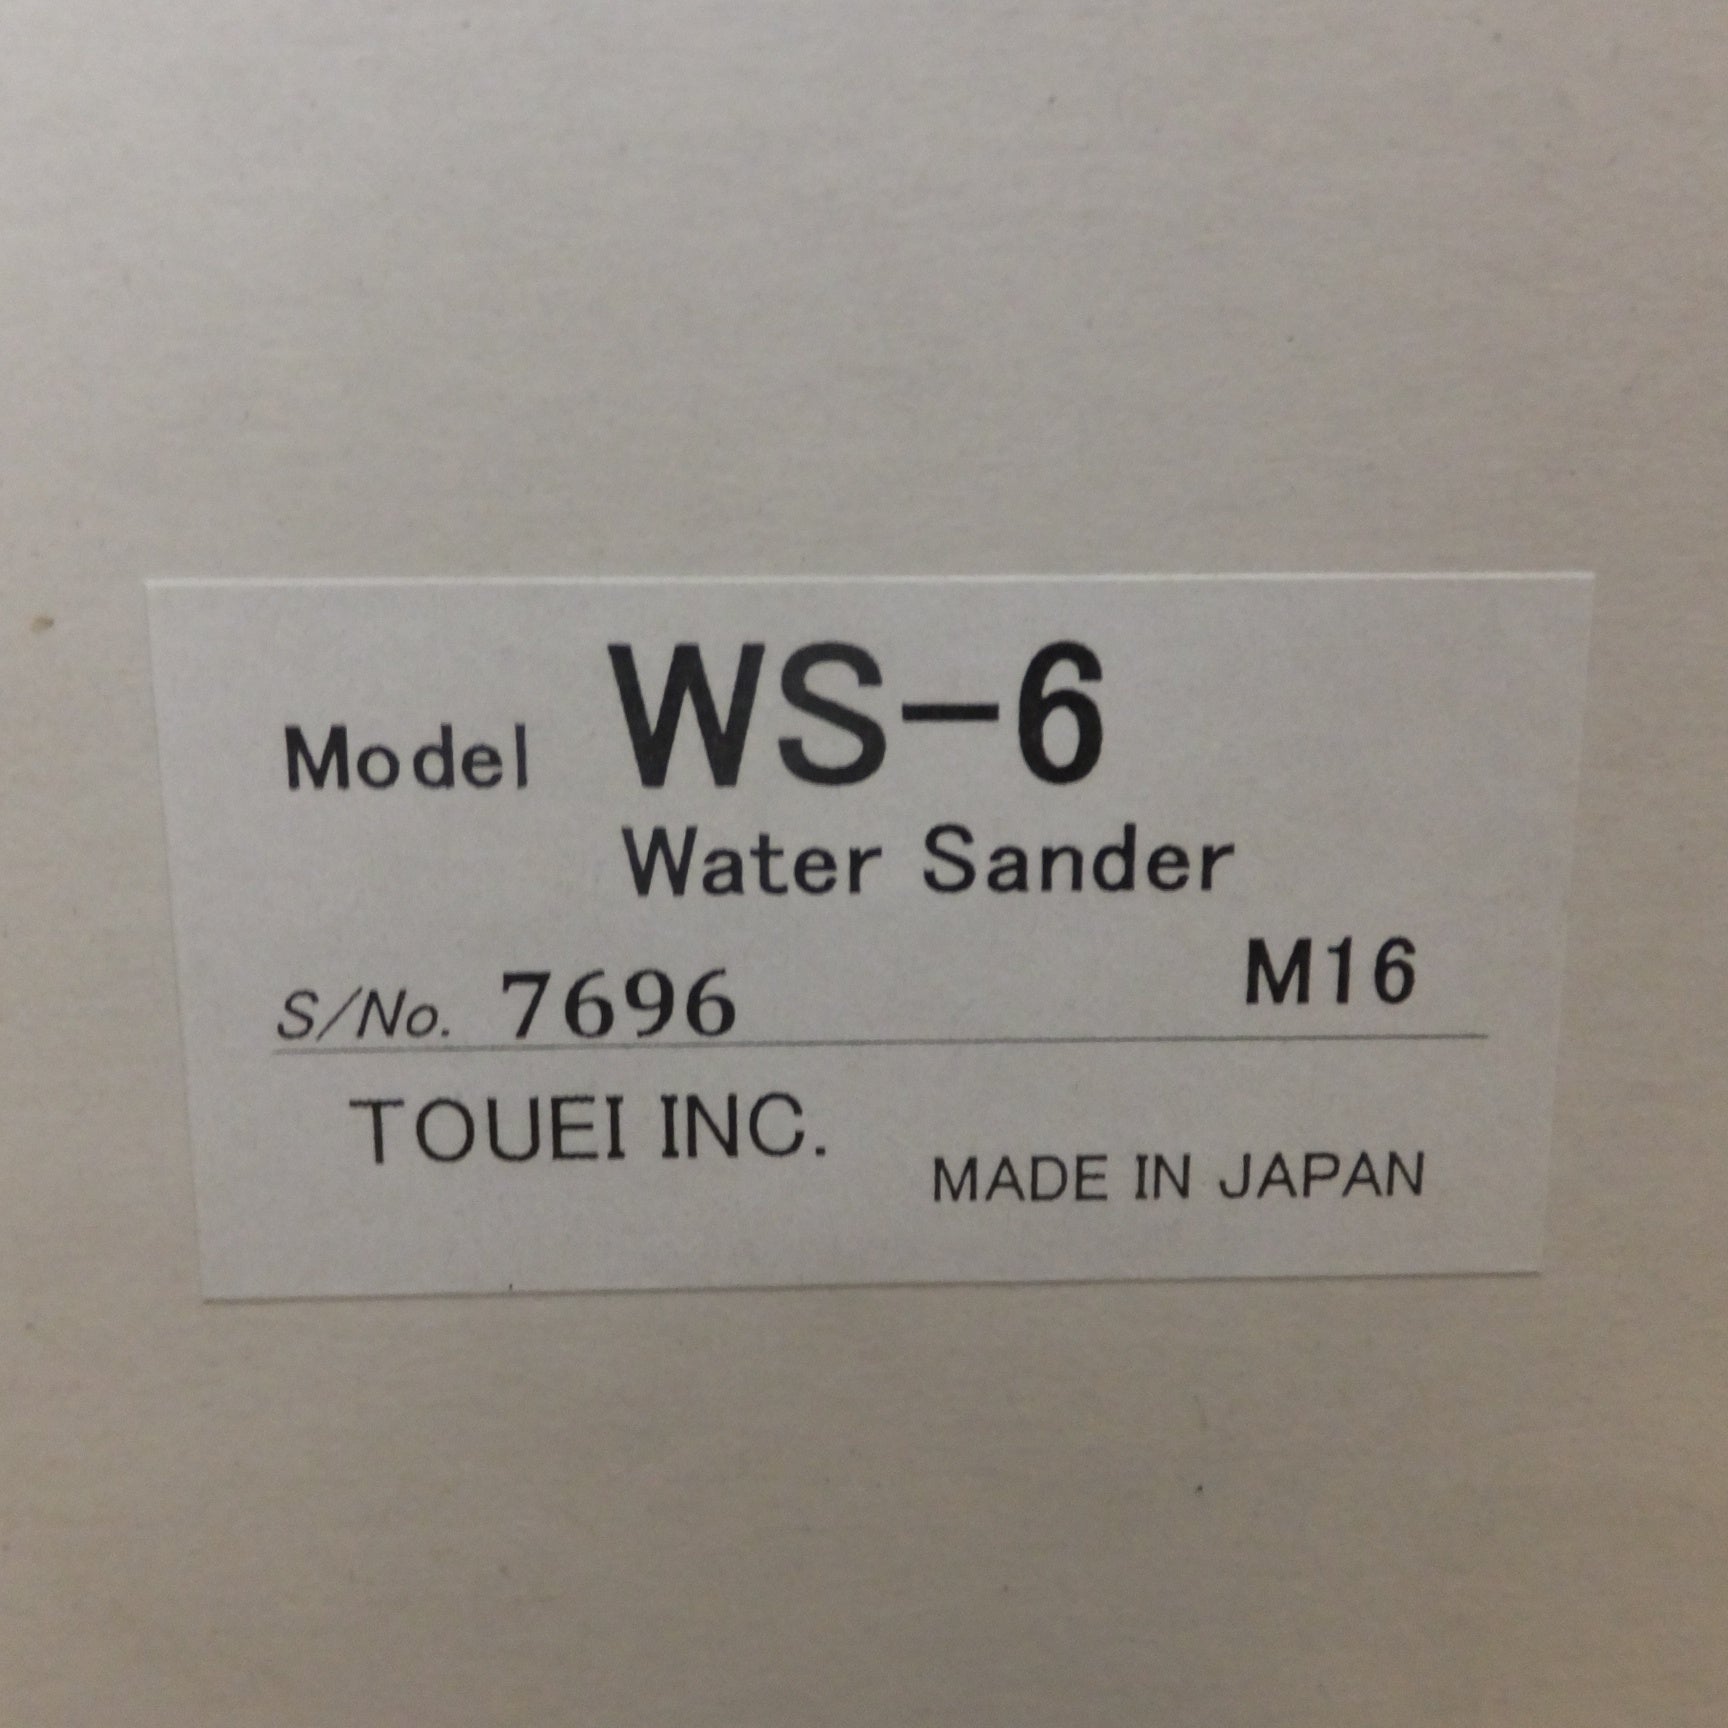 Model WS-6
Water Sander
S/No. 7696 M16
TOUEI INC.
MADE IN JAPAN